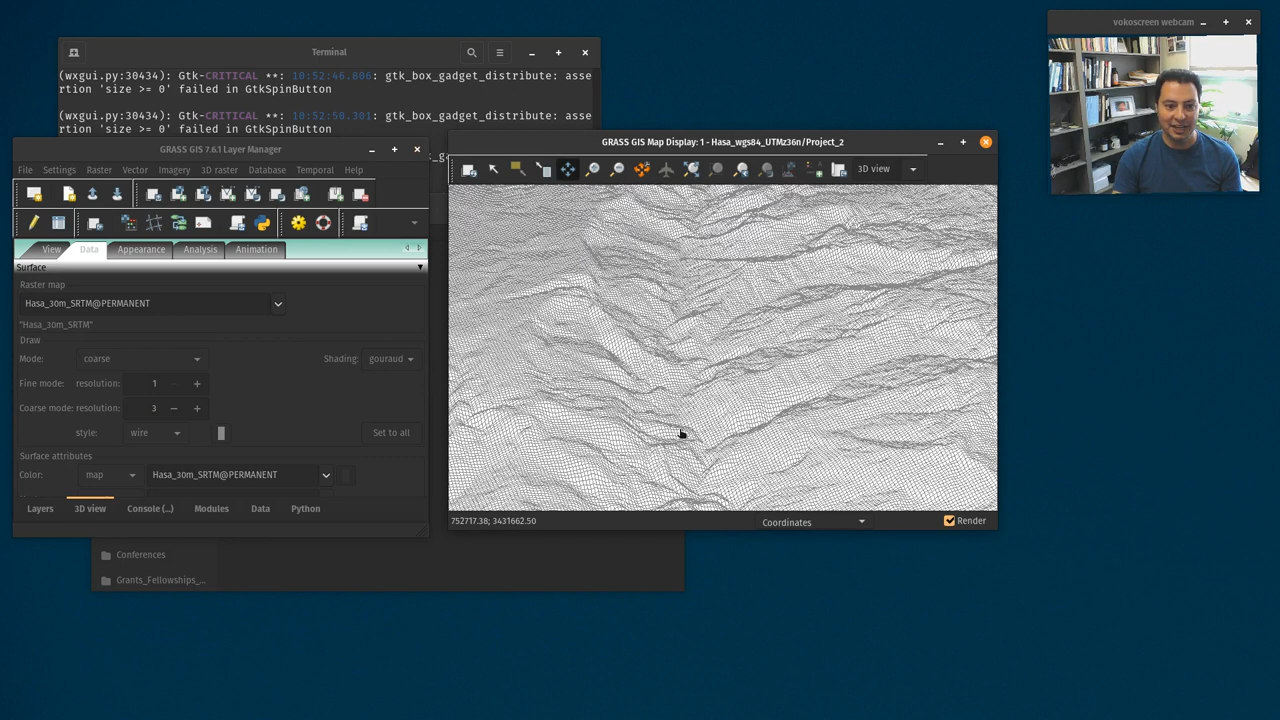 vokoscreen webcam
Terminal
(wxgui.py:30434): Gtk-CRITICAL **: 10:52:46.806: gtk_box_gadget_distribute: asse
rtion 'size >= 0' failed in GtkSpinButton
(wxgui.py:30434): Gtk-CRITICAL **: 10:52:50.301: gtk_box_gadget_distribute: asse
rtion 'size >= 0' failed in GtkSpinButton
GRASS GIS 7.6.1 Layer Manager
File Settings Raster Vector Imagery 3D raster Database Temporal Help
View Data Appearance Analysis Animation
Surface
Raster map
Hasa_30m_SRTM@PERMANENT
"Hasa_30m_SRTM"
Draw
Mode: coarse Shading: gouraud
Fine mode: resolution: 1 - +
Coarse mode: resolution: 3 - +
style: wire Set to all
Surface attributes
Color: map Hasa_30m_SRTM@PERMANENT
Layers 3D view Console (...) Modules Data Python
GRASS GIS Map Display: 1 - Hasa_wgs84_UTMz36n/Project_2
3D view
752717.38; 3431662.50 Coordinates Render
Conferences
Grants_Fellowships_...